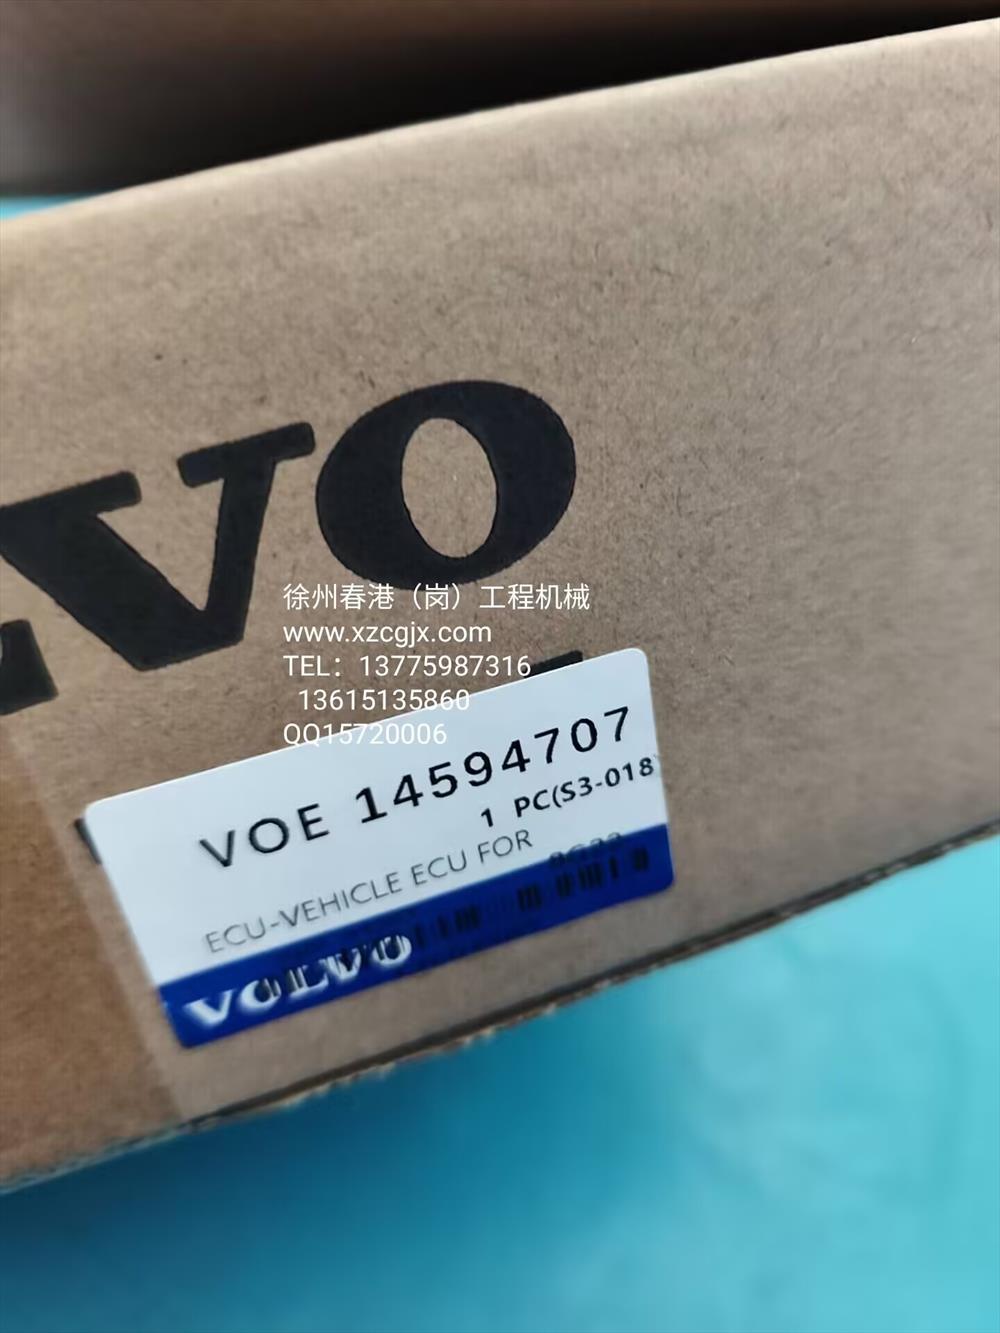 VO
徐州春港（岗）工程机械
www.xzcgjx.com
TEL：13775987316
13615135860
QQ15720006
VOE 14594707
1 PC(S3-018)
ECU-VEHICLE ECU FOR
VOLVO